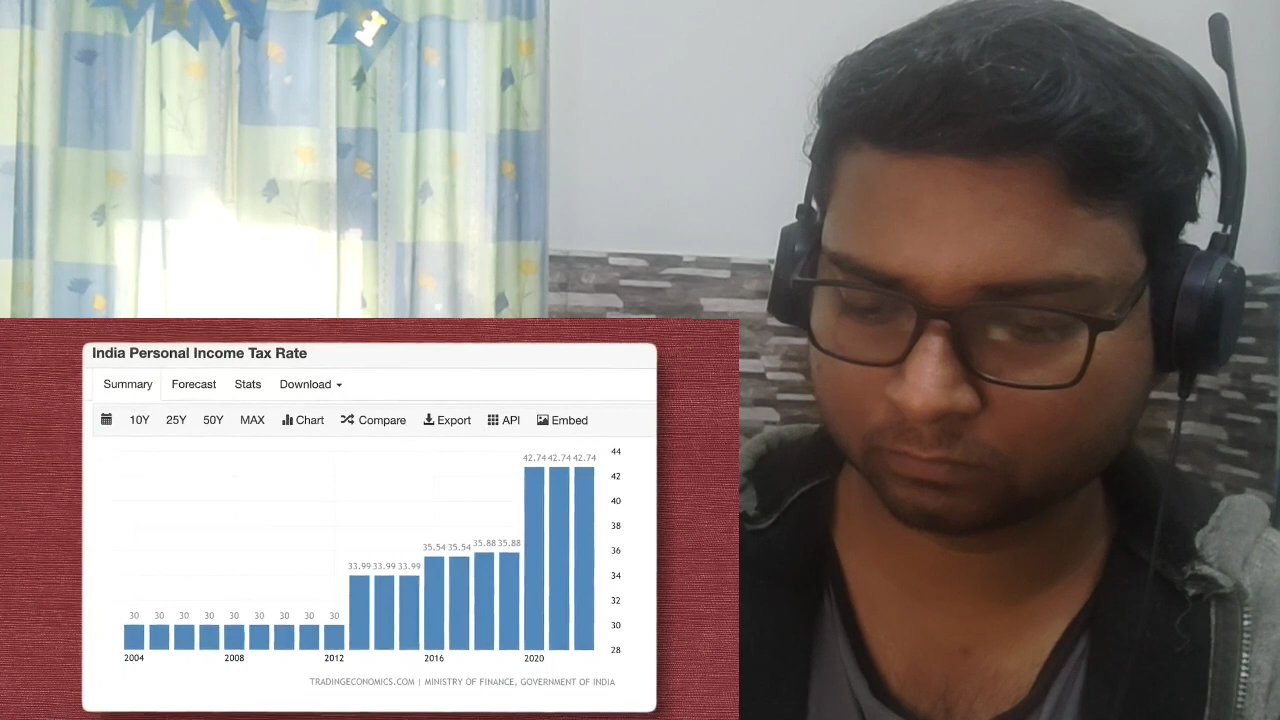 India Personal Income Tax Rate
Summary Forecast Stats Download
10Y 25Y 50Y MAX Chart Compare Export API Embed
42.74 42.74 42.74
44
42
40
38
35.54 35.54 35.88 35.88
36
33.99 33.99 33.99
34
32
30 30 30 30 30 30 30 30 30
30
28
2004 2008 2012 2016 2020
TRADINGECONOMICS.COM | MINISTRY OF FINANCE, GOVERNMENT OF INDIA